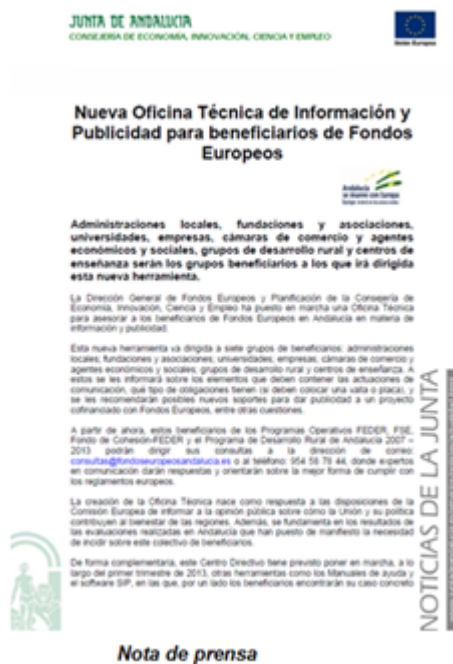 JUNTA DE ANDALUCIA
CONSEJERÍA DE ECONOMÍA, INNOVACIÓN, CIENCIA Y EMPLEO
Unión Europea
Nueva Oficina Técnica de Información y
Publicidad para beneficiarios de Fondos
Europeos
Andalucía
se mueve con Europa
Administraciones locales, fundaciones y asociaciones,
universidades, empresas, cámaras de comercio y agentes
económicos y sociales, grupos de desarrollo rural y centros de
enseñanza serán los grupos beneficiarios a los que irá dirigida
esta nueva herramienta.
La Dirección General de Fondos Europeos y Planificación de la Consejería de
Economía, Innovación, Ciencia y Empleo ha puesto en marcha una Oficina Técnica
para asesorar a los beneficiarios de Fondos Europeos en Andalucía en materia de
información y publicidad.
Esta nueva herramienta va dirigida a siete grupos de beneficiarios: administraciones
locales; fundaciones y asociaciones; universidades; empresas; cámaras de comercio y
agentes económicos y sociales; grupos de desarrollo rural y centros de enseñanza. A
estos se les informará sobre los elementos que deben contener las actuaciones de
comunicación, qué tipo de obligaciones tienen (si deben colocar una valla o placa), y
se les recomendarán posibles nuevos soportes para dar publicidad a un proyecto
cofinanciado con Fondos Europeos, entre otras cuestiones.
A partir de ahora, estos beneficiarios de los Programas Operativos FEDER, FSE,
Fondo de Cohesión-FEDER y el Programa de Desarrollo Rural de Andalucía 2007 –
2013 podrán dirigir sus consultas a la dirección de correo:
consultas@fondoseuropeosandalucia.es o al teléfono: 954 58 78 44, donde expertos
en comunicación darán respuestas y orientarán sobre la mejor forma de cumplir con
los reglamentos europeos.
La creación de la Oficina Técnica nace como respuesta a las disposiciones de la
Comisión Europea de informar a la opinión pública sobre cómo la Unión y su política
contribuyen al bienestar de las regiones. Además, se fundamenta en los resultados de
las evaluaciones realizadas en Andalucía que han puesto de manifiesto la necesidad
de incidir sobre este colectivo de beneficiarios.
De forma complementaria, este Centro Directivo tiene previsto poner en marcha, a lo
largo del primer trimestre de 2013, otras herramientas como los Manuales de ayuda y
el software SIP, en las que, por un lado los beneficiarios encontrarán su caso concreto
NOTICIAS DE LA JUNTA
Nota de prensa